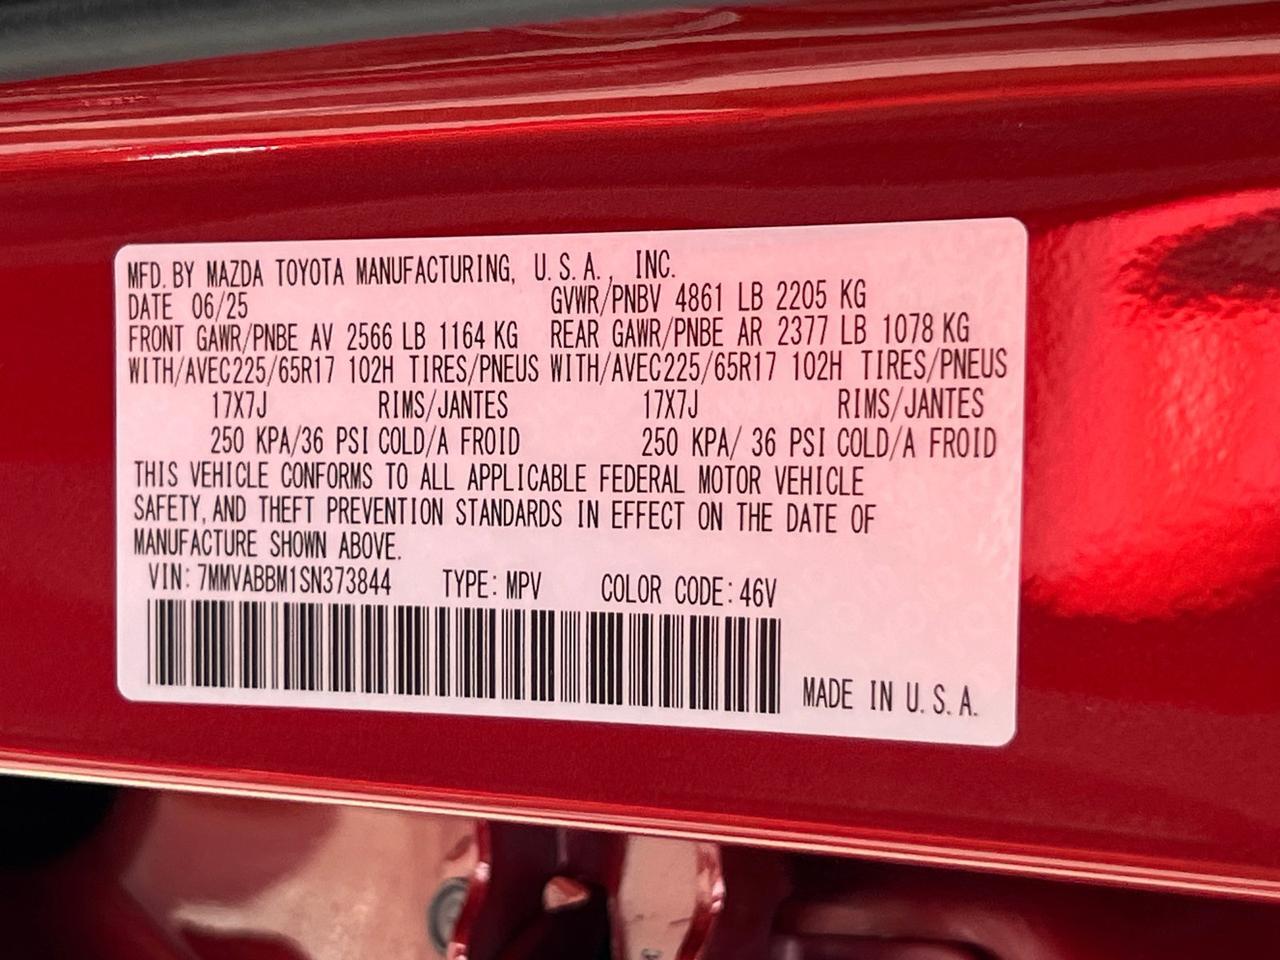 MFD. BY MAZDA TOYOTA MANUFACTURING, U.S.A., INC.
DATE 06/25 GVWR/PNBV 4861 LB 2205 KG
FRONT GAWR/PNBE AV 2566 LB 1164 KG REAR GAWR/PNBE AR 2377 LB 1078 KG
WITH/AVEC225/65R17 102H TIRES/PNEUS WITH/AVEC225/65R17 102H TIRES/PNEUS
17X7J RIMS/JANTES 17X7J RIMS/JANTES
250 KPA/36 PSI COLD/A FROID 250 KPA/ 36 PSI COLD/A FROID
THIS VEHICLE CONFORMS TO ALL APPLICABLE FEDERAL MOTOR VEHICLE
SAFETY, AND THEFT PREVENTION STANDARDS IN EFFECT ON THE DATE OF
MANUFACTURE SHOWN ABOVE.
VIN: 7MMVABBM1SN373844 TYPE: MPV COLOR CODE: 46V
MADE IN U.S.A.